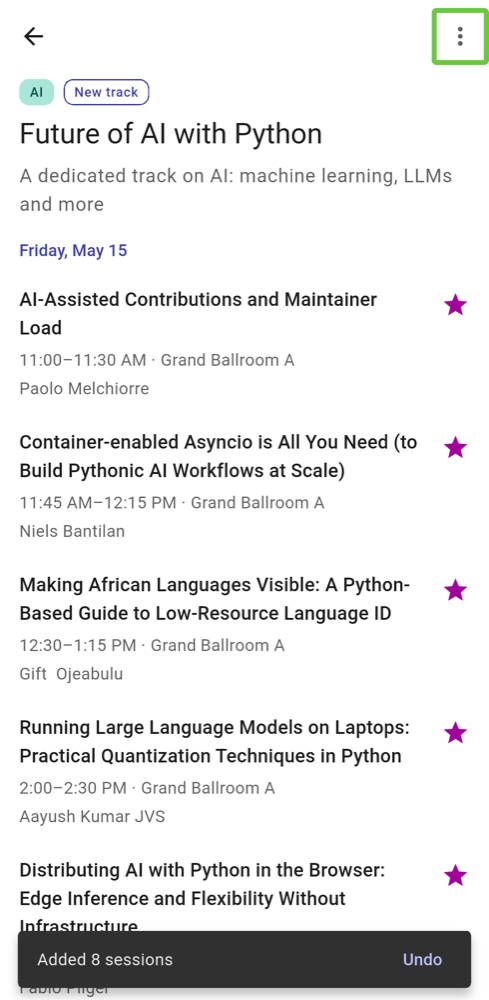 AI
New track
Future of AI with Python
A dedicated track on AI: machine learning, LLMs
and more
Friday, May 15
AI-Assisted Contributions and Maintainer
Load
11:00–11:30 AM · Grand Ballroom A
Paolo Melchiorre
Container-enabled Asyncio is All You Need (to
Build Pythonic AI Workflows at Scale)
11:45 AM–12:15 PM · Grand Ballroom A
Niels Bantilan
Making African Languages Visible: A Python-
Based Guide to Low-Resource Language ID
12:30–1:15 PM · Grand Ballroom A
Gift  Ojeabulu
Running Large Language Models on Laptops:
Practical Quantization Techniques in Python
2:00–2:30 PM · Grand Ballroom A
Aayush Kumar JVS
Distributing AI with Python in the Browser:
Edge Inference and Flexibility Without
Infrastructure
Added 8 sessions
Undo